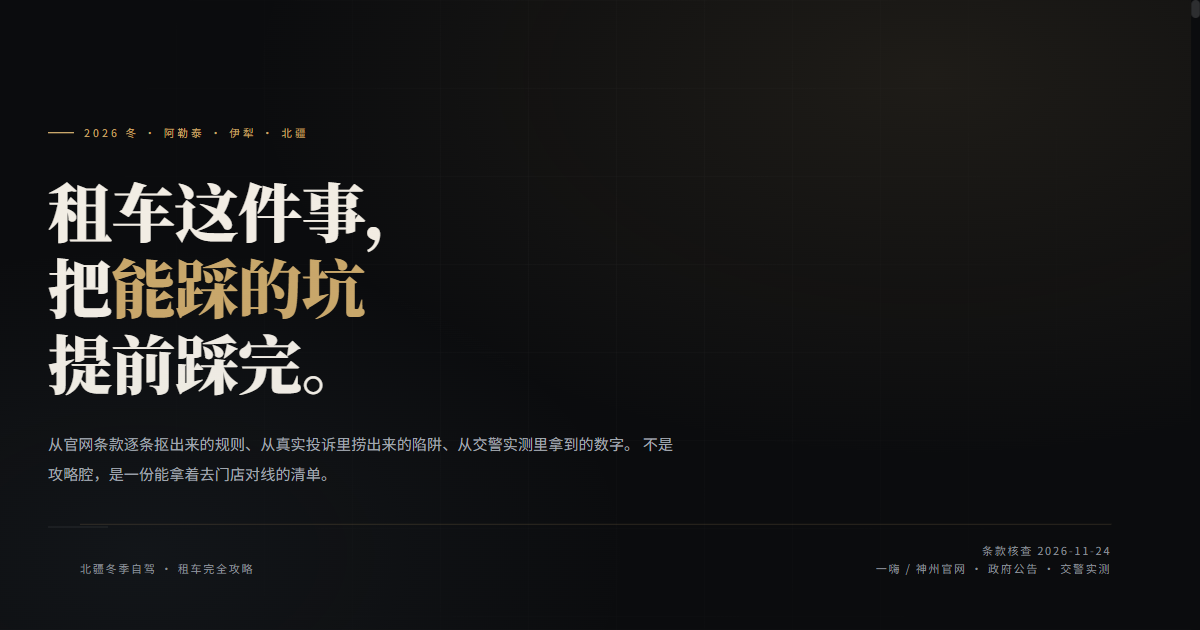 2026 冬 · 阿勒泰 · 伊犁 · 北疆
租车这件事，
把能踩的坑
提前踩完。
从官网条款逐条抠出来的规则、从真实投诉里捞出来的陷阱、从交警实测里拿到的数字。 不是
攻略腔，是一份能拿着去门店对线的清单。
条款核查 2026-11-24
北疆冬季自驾 · 租车完全攻略
一嗨 / 神州官网 · 政府公告 · 交警实测